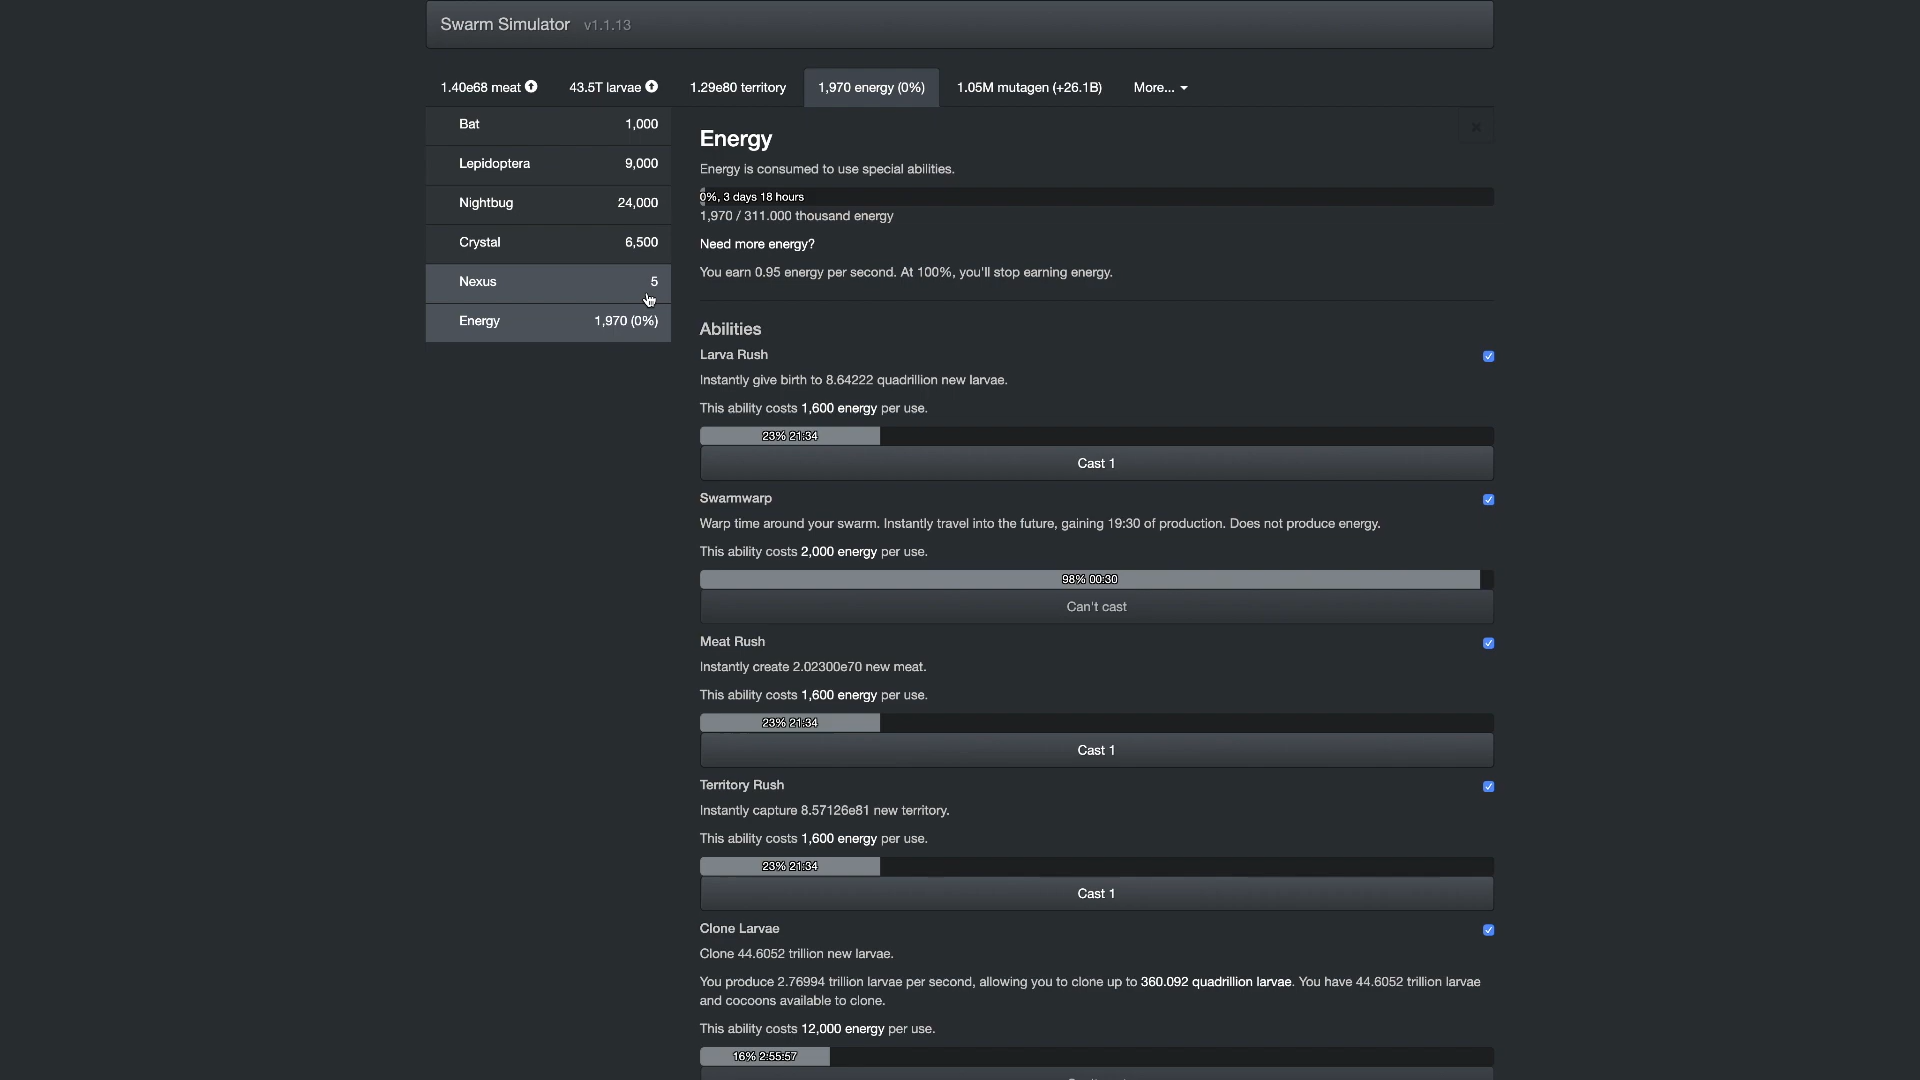 Swarm Simulator v1.1.13
1.40e68 meat 43.5T larvae 1.29e80 territory 1,970 energy (0%) 1.05M mutagen (+26.1B) More...
Bat 1,000
Lepidoptera 9,000
Nightbug 24,000
Crystal 6,500
Nexus 5
Energy 1,970 (0%)
Energy
Energy is consumed to use special abilities.
0%, 3 days 18 hours
1,970 / 311.000 thousand energy
Need more energy?
You earn 0.95 energy per second. At 100%, you'll stop earning energy.
Abilities
Larva Rush
Instantly give birth to 8.64222 quadrillion new larvae.
This ability costs 1,600 energy per use.
23% 21:34
Cast 1
Swarmwarp
Warp time around your swarm. Instantly travel into the future, gaining 19:30 of production. Does not produce energy.
This ability costs 2,000 energy per use.
98% 00:30
Can't cast
Meat Rush
Instantly create 2.02300e70 new meat.
This ability costs 1,600 energy per use.
23% 21:34
Cast 1
Territory Rush
Instantly capture 8.57126e81 new territory.
This ability costs 1,600 energy per use.
23% 21:34
Cast 1
Clone Larvae
Clone 44.6052 trillion new larvae.
You produce 2.76994 trillion larvae per second, allowing you to clone up to 360.092 quadrillion larvae. You have 44.6052 trillion larvae
and cocoons available to clone.
This ability costs 12,000 energy per use.
16% 2:55:57